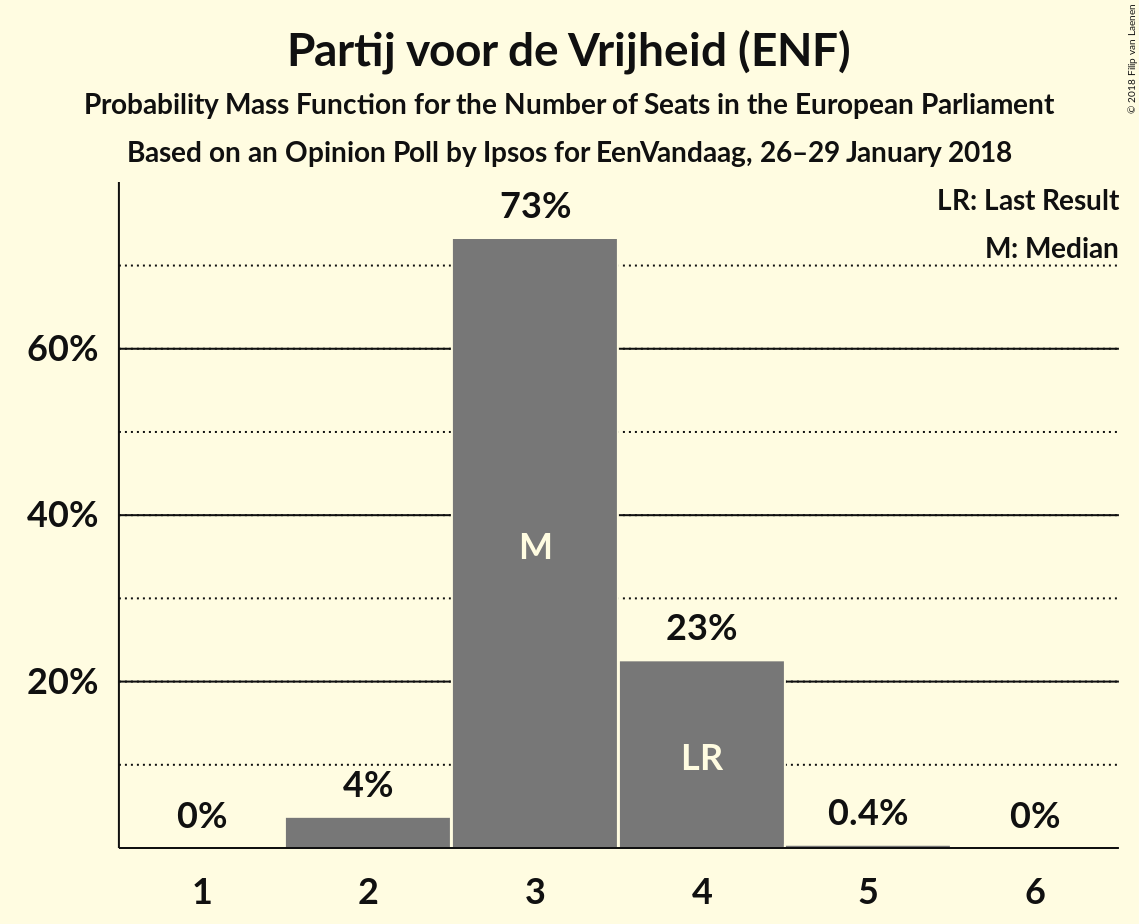 Partij voor de Vrijheid (ENF)
Probability Mass Function for the Number of Seats in the European Parliament
Based on an Opinion Poll by Ipsos for EenVandaag, 26–29 January 2018
© 2018 Filip van Laenen
LR: Last Result
M: Median
73%
60%
40%
M
23%
20%
LR
4%
0%
0.4%
0%
1 2 3 4 5 6